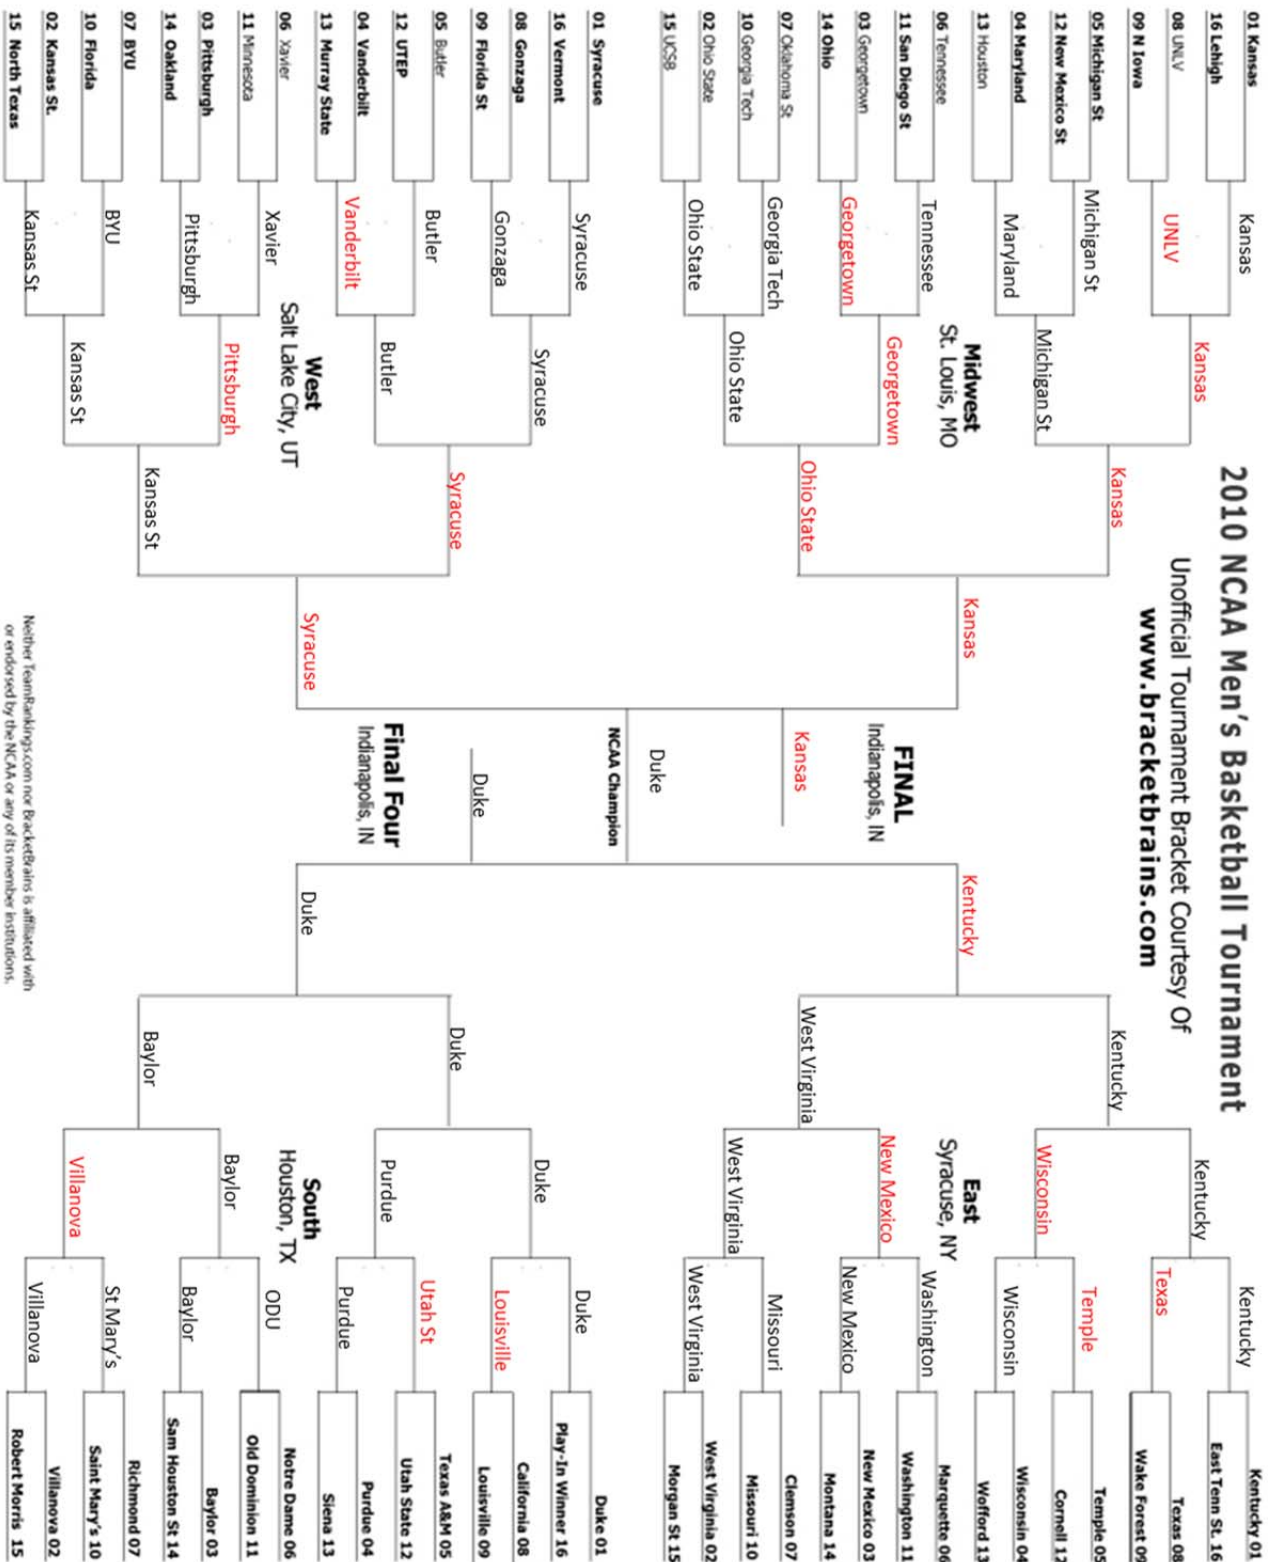 2010 NCAA Men's Basketball Tournament
Unofficial Tournament Bracket Courtesy Of
www.bracketbrains.com
01 Kansas
16 Lehigh
08 UNLV
09 N Iowa
05 Michigan St
12 New Mexico St
04 Maryland
13 Houston
06 Tennessee
11 San Diego St
03 Georgetown
14 Ohio
07 Oklahoma St
10 Georgia Tech
02 Ohio State
15 UCSB
01 Syracuse
16 Vermont
08 Gonzaga
09 Florida St
05 Butler
12 UTEP
04 Vanderbilt
13 Murray State
06 Xavier
11 Minnesota
03 Pittsburgh
14 Oakland
07 BYU
10 Florida
02 Kansas St.
15 North Texas
Kansas
UNLV
Michigan St
Maryland
Tennessee
Georgetown
Georgia Tech
Ohio State
Syracuse
Gonzaga
Butler
Vanderbilt
Xavier
Pittsburgh
BYU
Kansas St
Kansas
Michigan St
Midwest
St. Louis, MO
Georgetown
Ohio State
Syracuse
Butler
West
Salt Lake City, UT
Pittsburgh
Kansas St
Kansas
Ohio State
Syracuse
Kansas St
Kansas
Syracuse
FINAL
Indianapolis, IN
Kansas
Duke
NCAA Champion
Duke
Final Four
Indianapolis, IN
Kentucky
Duke
Kentucky
West Virginia
Duke
Baylor
Kentucky
Wisconsin
East
Syracuse, NY
New Mexico
West Virginia
Duke
Purdue
South
Houston, TX
Baylor
Villanova
Kentucky
Texas
Temple
Wisconsin
Washington
New Mexico
Missouri
West Virginia
Duke
Louisville
Utah St
Purdue
ODU
Baylor
St Mary's
Villanova
Kentucky 01
East Tenn St. 16
Texas 08
Wake Forest 09
Temple 05
Cornell 12
Wisconsin 04
Wofford 13
Marquette 06
Washington 11
New Mexico 03
Montana 14
Clemson 07
Missouri 10
West Virginia 02
Morgan St 15
Duke 01
Play-In Winner 16
California 08
Louisville 09
Texas A&M 05
Utah State 12
Purdue 04
Siena 13
Notre Dame 06
Old Dominion 11
Baylor 03
Sam Houston St 14
Richmond 07
Saint Mary's 10
Villanova 02
Robert Morris 15
Neither TeamRankings.com nor BracketBrains is affiliated with
or endorsed by the NCAA or any of its member institutions.